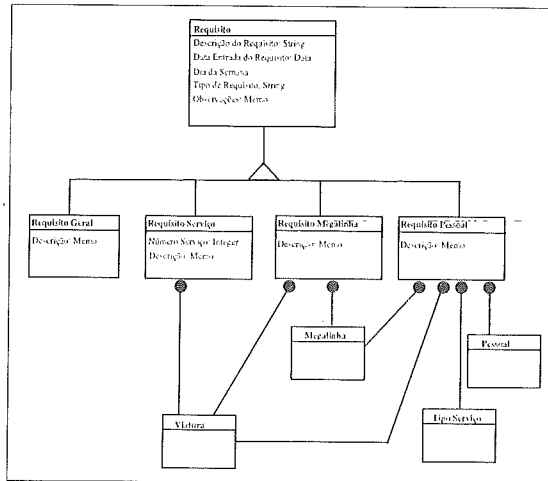 Requisito
Descrição do Requisito: String
Data Entrada do Requisito: Data
Dia da Semana
Tipo de Requisito: String
Observações: Memo
Requisito Geral
Descrição: Memo
Requisito Serviço
Número Serviço: Integer
Descrição: Memo
Requisito Megalinha
Descrição: Memo
Requisito Pessoal
Descrição: Memo
Megalinha
Pessoal
Viatura
Tipo Serviço